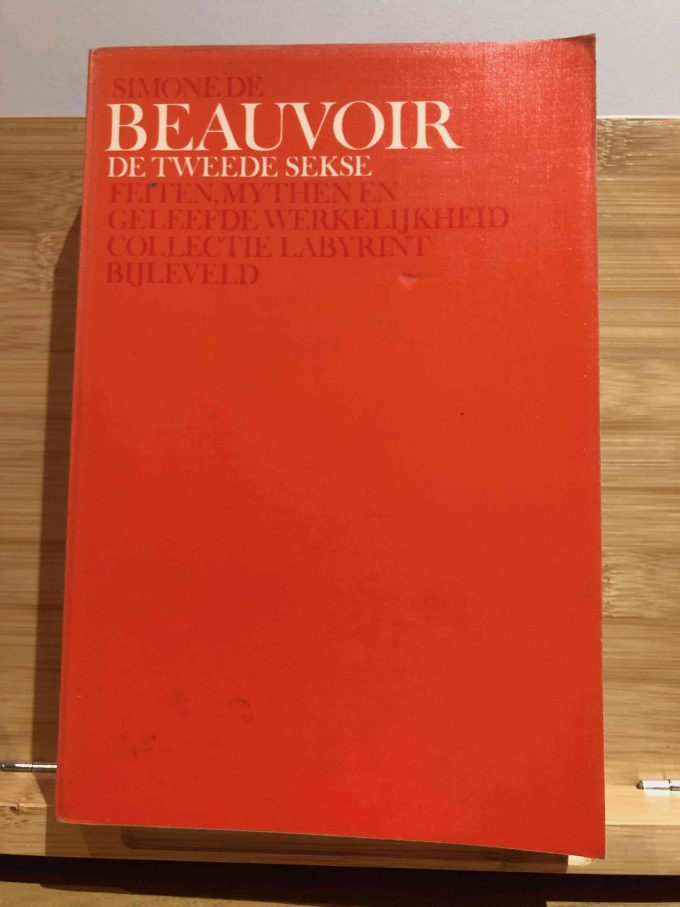 SIMONE DE
BEAUVOIR
DE TWEEDE SEKSE
FEITEN, MYTHEN EN
GELEEFDE WERKELIJKHEID
COLLECTIE LABYRINT
BIJLEVELD